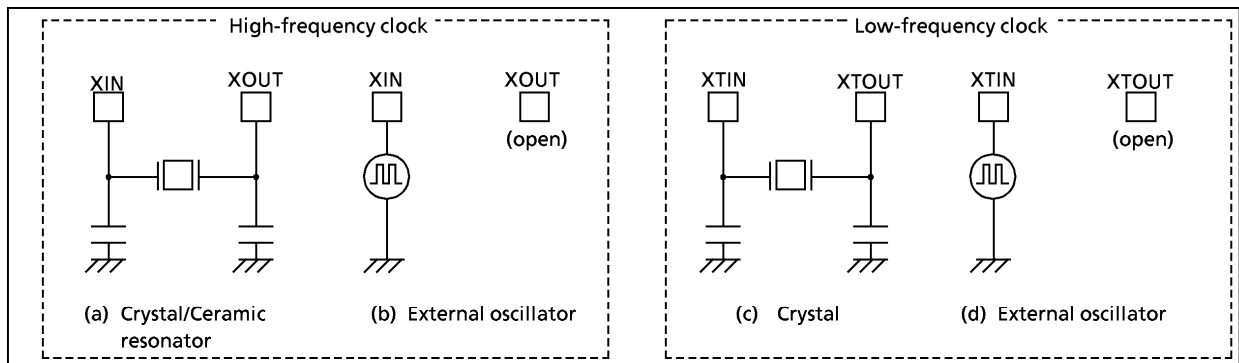 High-frequency clock
Low-frequency clock
XIN
XOUT
XIN
XOUT
XTIN
XTOUT
XTIN
XTOUT
(open)
(open)
(a) Crystal/Ceramic
resonator
(b) External oscillator
(c) Crystal
(d) External oscillator